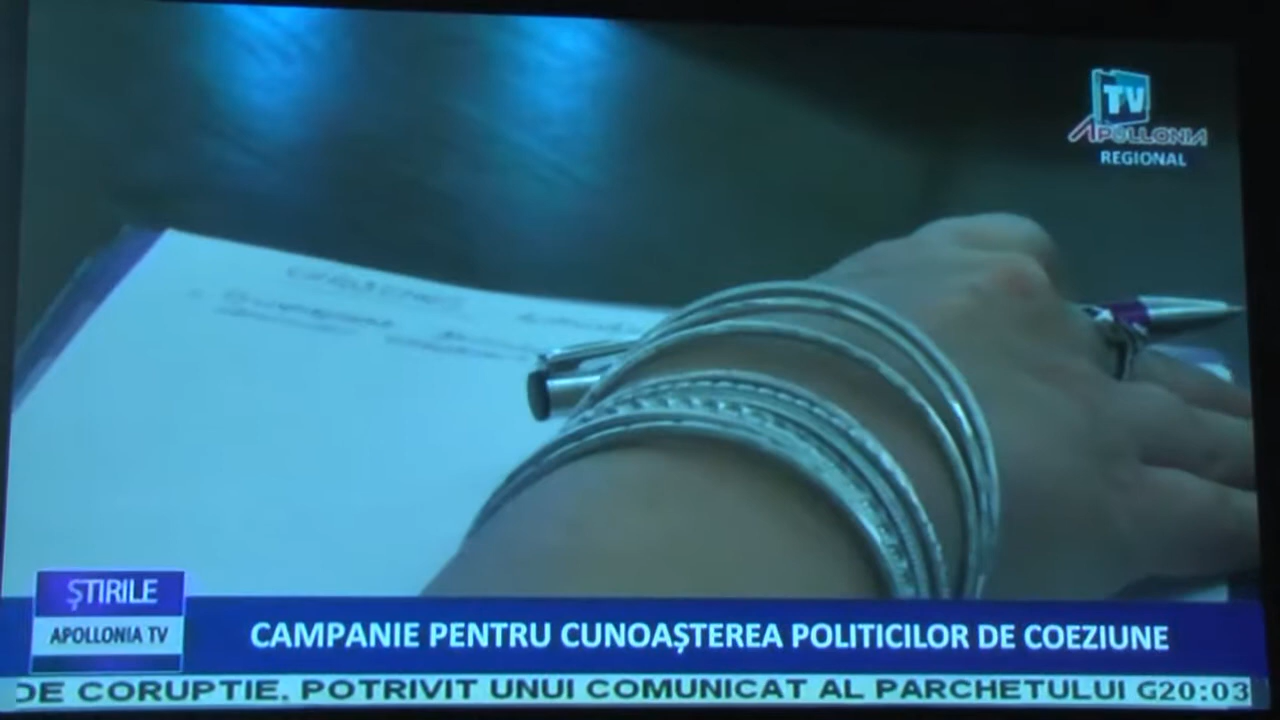 TV
APOLLONIA
REGIONAL
ȘTIRILE
APOLLONIA TV
CAMPANIE PENTRU CUNOAȘTEREA POLITICILOR DE COEZIUNE
DE CORUPTIE. POTRIVIT UNUI COMUNICAT AL PARCHETULUI G20:03